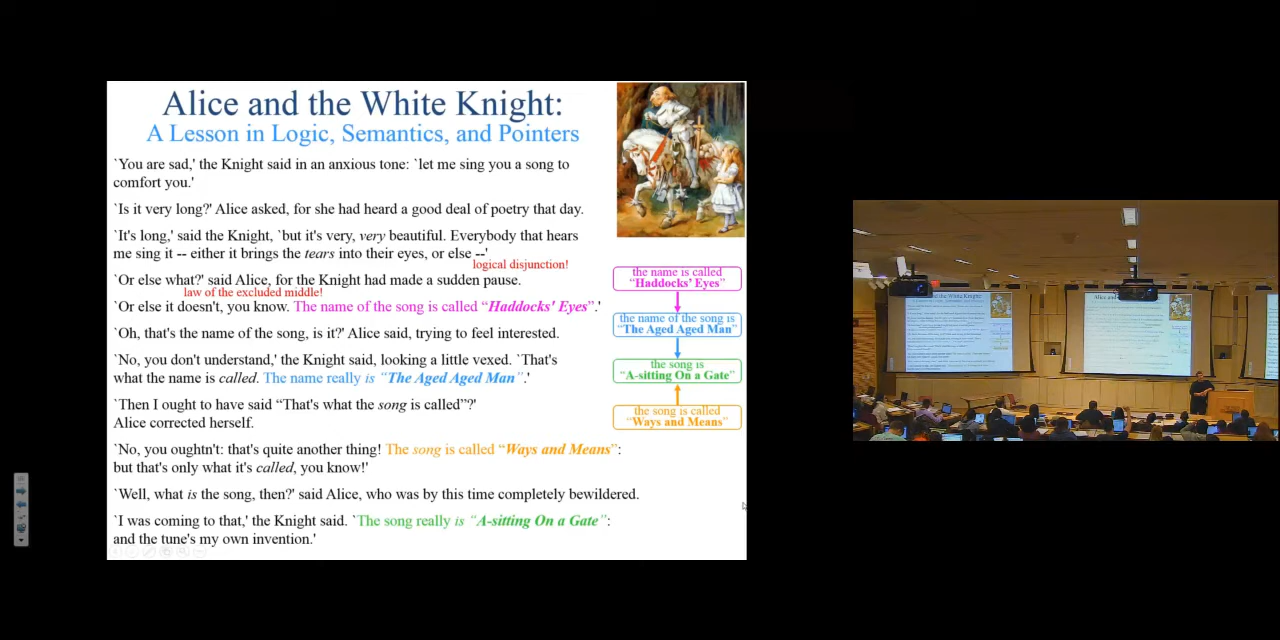 Alice and the White Knight:
A Lesson in Logic, Semantics, and Pointers
`You are sad,' the Knight said in an anxious tone: `let me sing you a song to
comfort you.'
`Is it very long?' Alice asked, for she had heard a good deal of poetry that day.
`It's long,' said the Knight, `but it's very, very beautiful. Everybody that hears
me sing it -- either it brings the tears into their eyes, or else --'
logical disjunction!
`Or else what?' said Alice, for the Knight had made a sudden pause.
law of the excluded middle!
`Or else it doesn't, you know. The name of the song is called “Haddocks' Eyes”.'
`Oh, that's the name of the song, is it?' Alice said, trying to feel interested.
`No, you don't understand,' the Knight said, looking a little vexed. `That's
what the name is called. The name really is “The Aged Aged Man”.'
`Then I ought to have said “That's what the song is called”?'
Alice corrected herself.
`No, you oughtn't: that's quite another thing! The song is called “Ways and Means”:
but that's only what it's called, you know!'
`Well, what is the song, then?' said Alice, who was by this time completely bewildered.
`I was coming to that,' the Knight said. `The song really is “A-sitting On a Gate”:
and the tune's my own invention.'
the name is called
“Haddocks' Eyes”
the name of the song is
“The Aged Aged Man”
the song is
“A-sitting On a Gate”
the song is called
“Ways and Means”